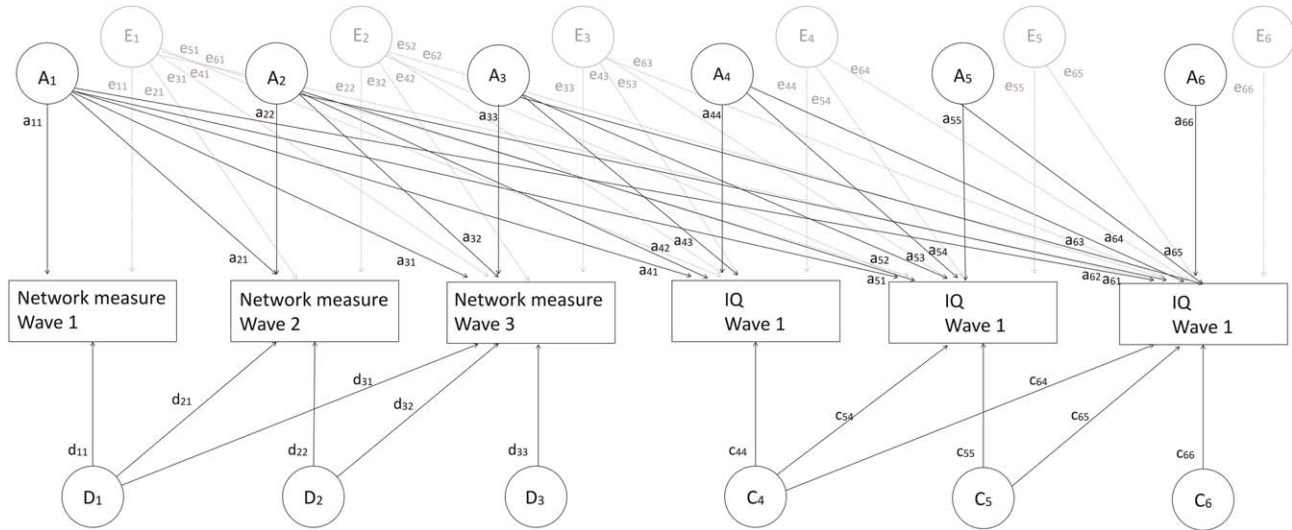 E1 E2 E3 E4 E5 E6
A1 A2 A3 A4 A5 A6
e51 e61 e52 e62 e63 e64 e65
e11 e31 e41 e22 e32 e42 e33 e43 e53 e44 e54 e55 e66
e21
a11 a22 a33 a44 a55 a66
a21 a31 a32 a41 a42 a43 a51 a52 a53 a54 a62 a61 a63 a64 a65
Network measure
Wave 1
Network measure
Wave 2
Network measure
Wave 3
IQ
Wave 1
IQ
Wave 1
IQ
Wave 1
d21 d31 d32 c54 c64 c65
d11 d22 d33 c44 c55 c66
D1 D2 D3 C4 C5 C6